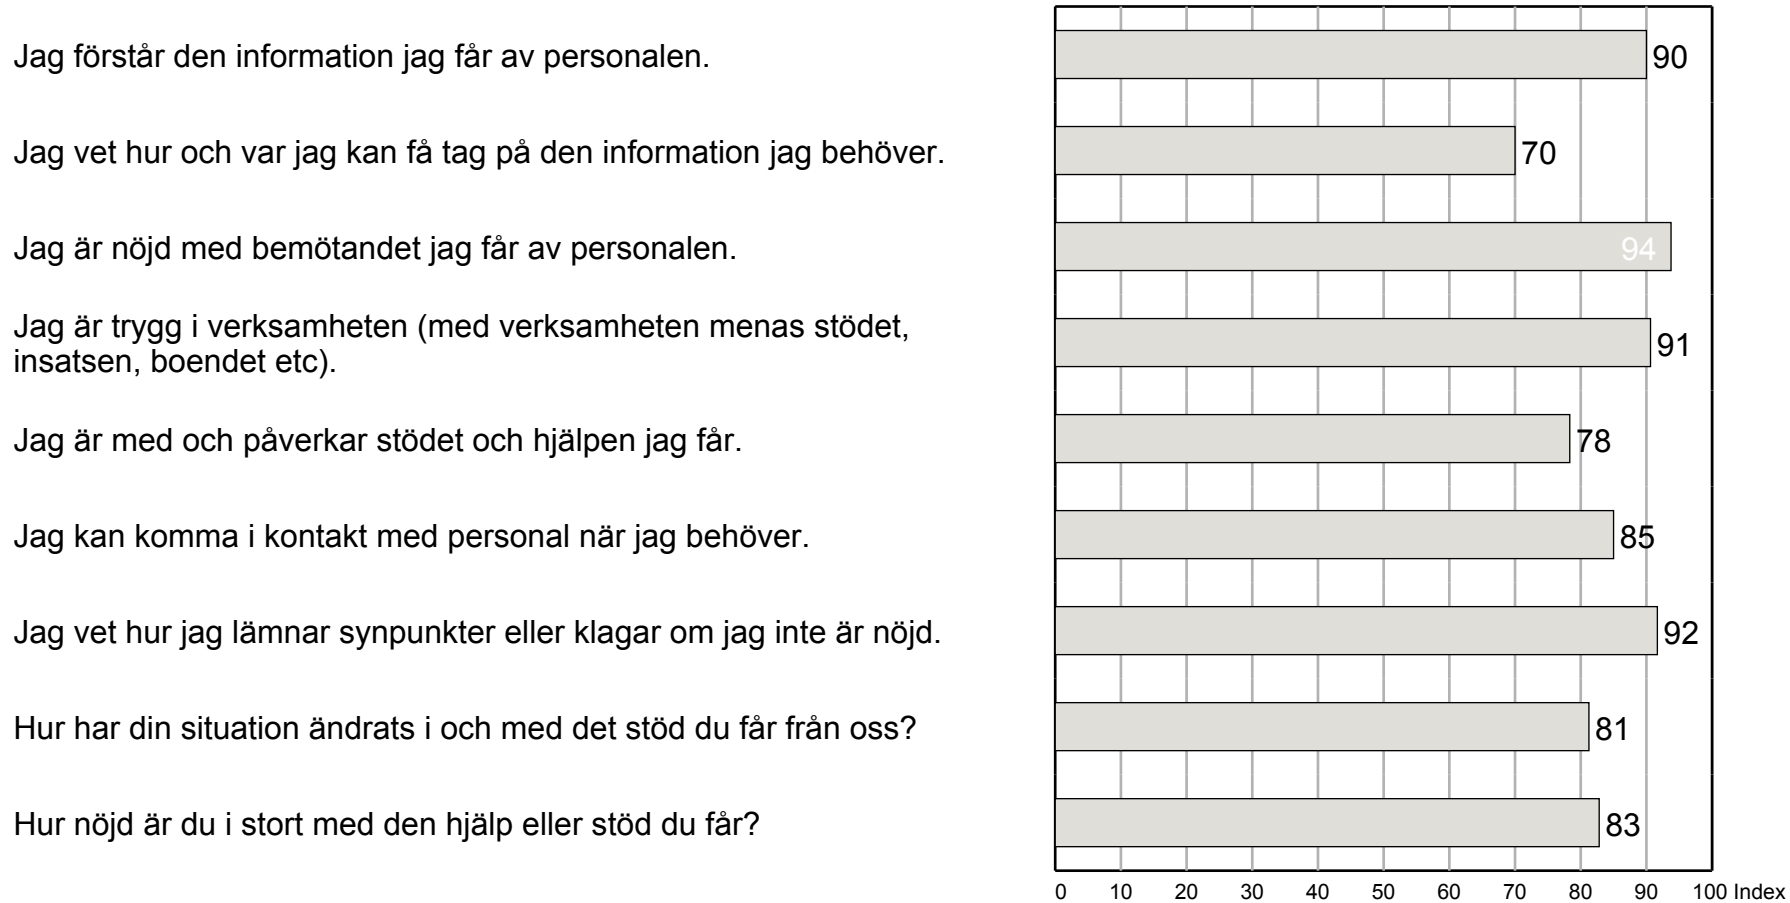 Jag förstår den information jag får av personalen.
90
Jag vet hur och var jag kan få tag på den information jag behöver.
70
Jag är nöjd med bemötandet jag får av personalen.
94
Jag är trygg i verksamheten (med verksamheten menas stödet,
insatsen, boendet etc).
91
Jag är med och påverkar stödet och hjälpen jag får.
78
Jag kan komma i kontakt med personal när jag behöver.
85
Jag vet hur jag lämnar synpunkter eller klagar om jag inte är nöjd.
92
Hur har din situation ändrats i och med det stöd du får från oss?
81
Hur nöjd är du i stort med den hjälp eller stöd du får?
83
0 10 20 30 40 50 60 70 80 90 100 Index